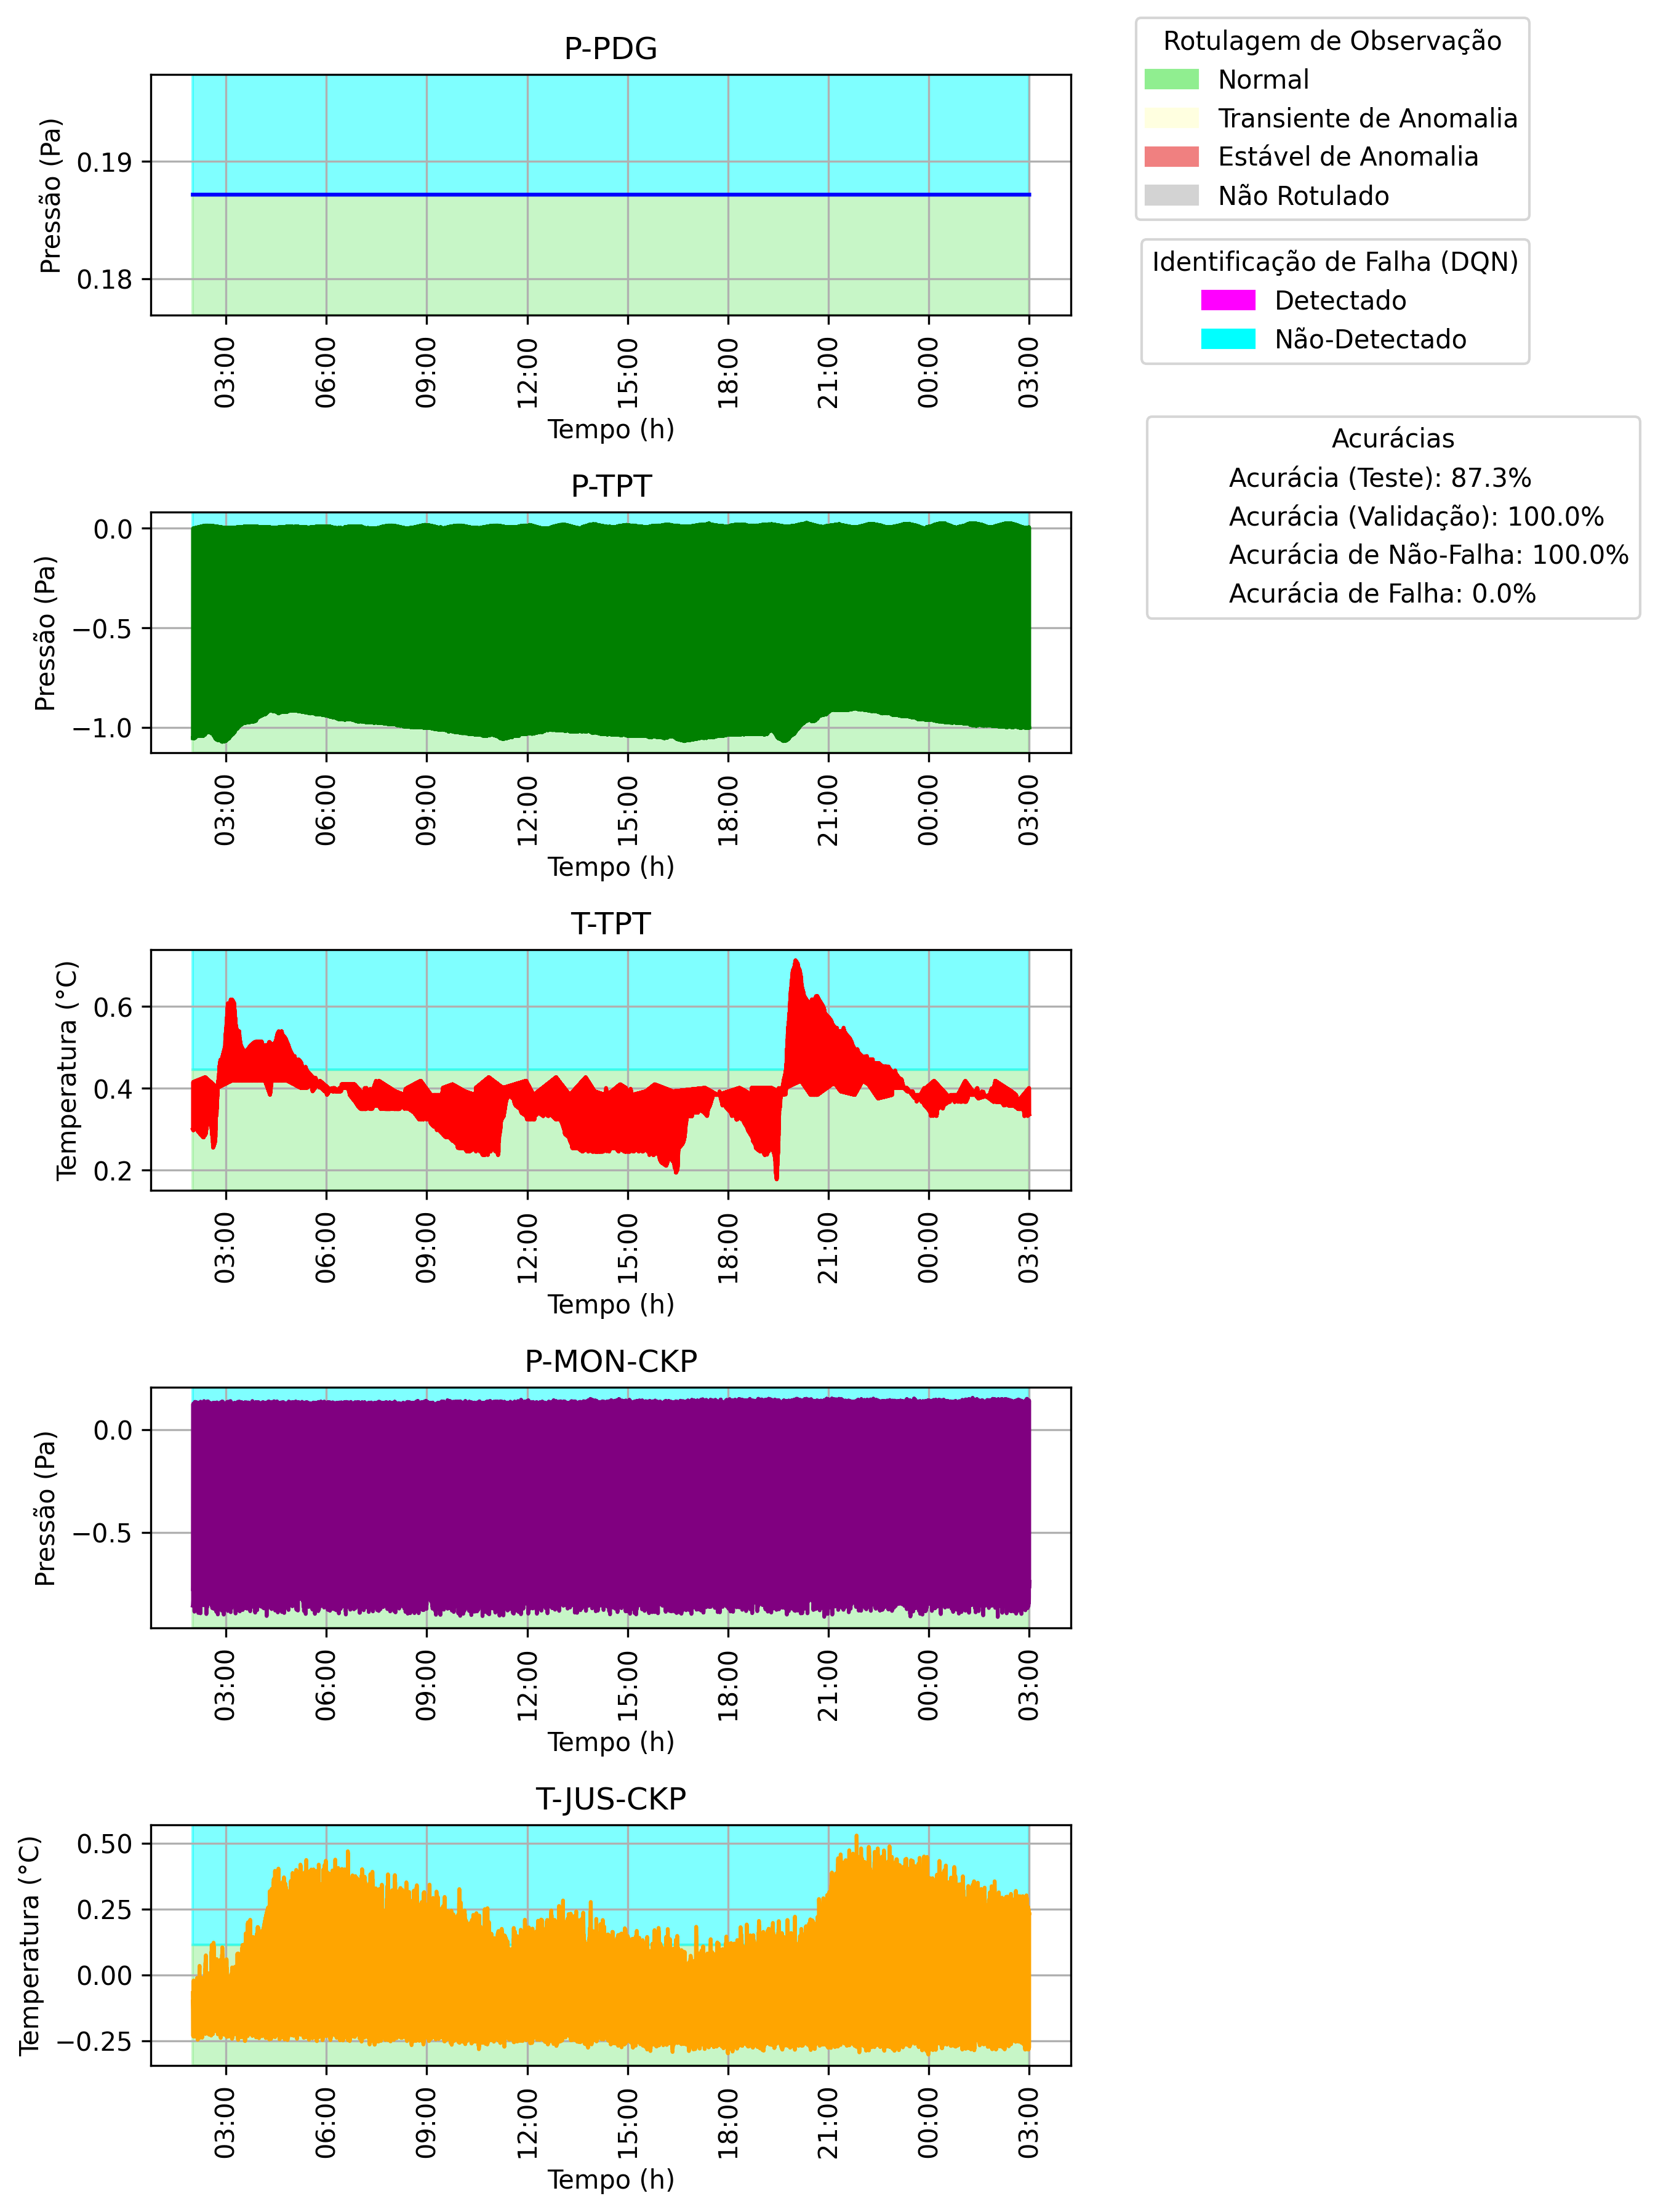 P-PDG
Pressão (Pa)
0.19
0.18
03:00 06:00 09:00 12:00 15:00 18:00 21:00 00:00 03:00
Tempo (h)
P-TPT
Pressão (Pa)
0.0
−0.5
−1.0
03:00 06:00 09:00 12:00 15:00 18:00 21:00 00:00 03:00
Tempo (h)
T-TPT
Temperatura (°C)
0.6
0.4
0.2
03:00 06:00 09:00 12:00 15:00 18:00 21:00 00:00 03:00
Tempo (h)
P-MON-CKP
Pressão (Pa)
0.0
−0.5
03:00 06:00 09:00 12:00 15:00 18:00 21:00 00:00 03:00
Tempo (h)
T-JUS-CKP
Temperatura (°C)
0.50
0.25
0.00
−0.25
03:00 06:00 09:00 12:00 15:00 18:00 21:00 00:00 03:00
Tempo (h)
Rotulagem de Observação
Normal
Transiente de Anomalia
Estável de Anomalia
Não Rotulado
Identificação de Falha (DQN)
Detectado
Não-Detectado
Acurácias
Acurácia (Teste): 87.3%
Acurácia (Validação): 100.0%
Acurácia de Não-Falha: 100.0%
Acurácia de Falha: 0.0%